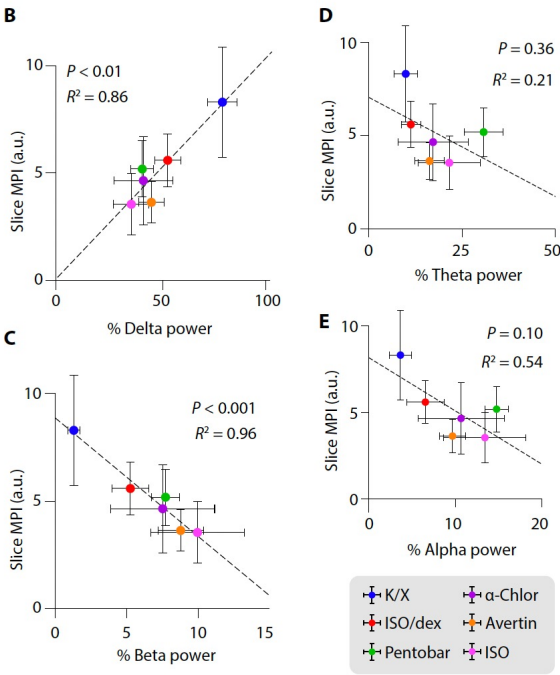 B
10
5
0
Slice MPI (a.u.)
P < 0.01
R² = 0.86
0
50
100
% Delta power
C
10
5
0
Slice MPI (a.u.)
P < 0.001
R² = 0.96
0
5
10
15
% Beta power
D
10
5
0
Slice MPI (a.u.)
P = 0.36
R² = 0.21
0
25
50
% Theta power
E
10
5
0
Slice MPI (a.u.)
P = 0.10
R² = 0.54
0
10
20
% Alpha power
K/X
α-Chlor
ISO/dex
Avertin
Pentobar
ISO